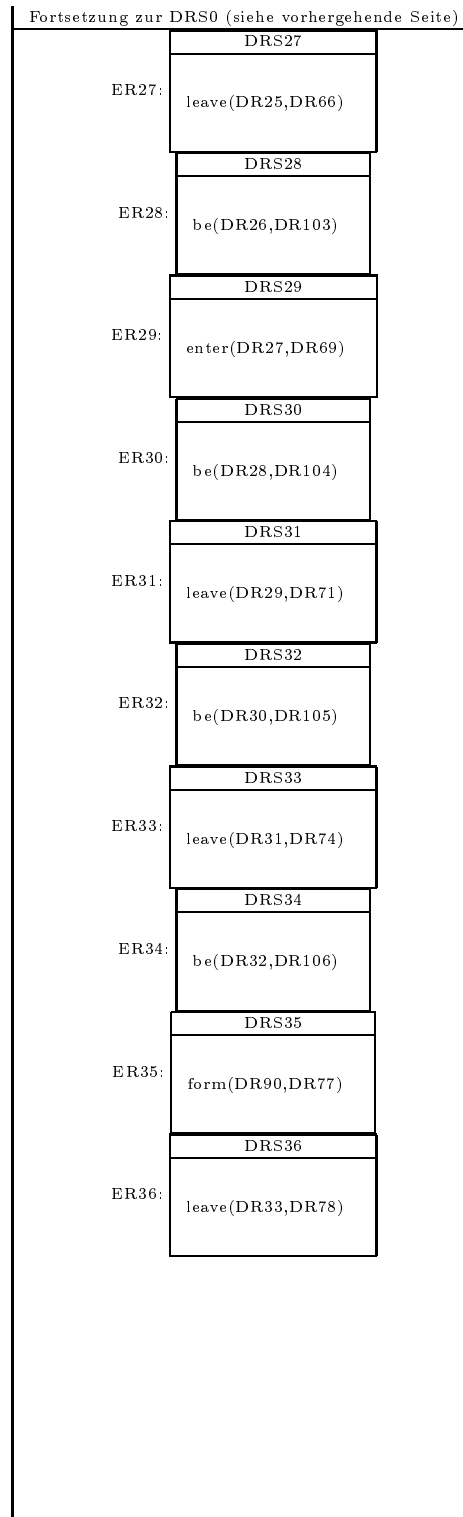 Fortsetzung zur DRS0 (siehe vorhergehende Seite)
DRS27
ER27:
leave(DR25,DR66)
DRS28
ER28:
be(DR26,DR103)
DRS29
ER29:
enter(DR27,DR69)
DRS30
ER30:
be(DR28,DR104)
DRS31
ER31:
leave(DR29,DR71)
DRS32
ER32:
be(DR30,DR105)
DRS33
ER33:
leave(DR31,DR74)
DRS34
ER34:
be(DR32,DR106)
DRS35
ER35:
form(DR90,DR77)
DRS36
ER36:
leave(DR33,DR78)